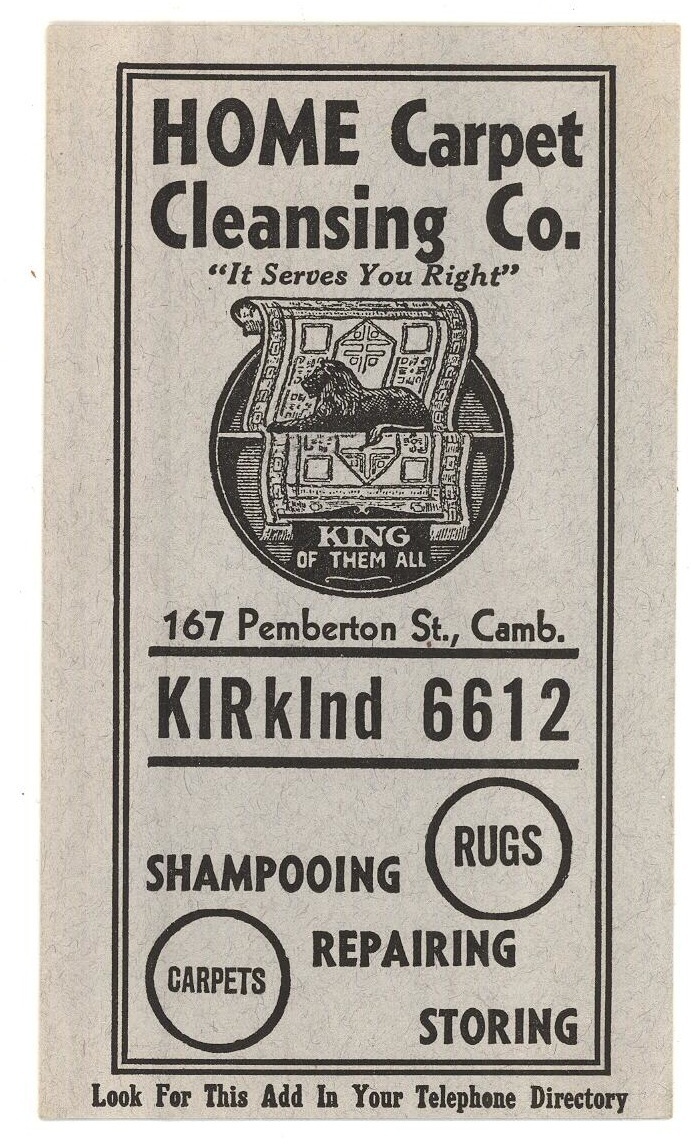 HOME Carpet
Cleansing Co.
“It Serves You Right”
KING
OF THEM ALL
167 Pemberton St., Camb.
KIRklnd 6612
RUGS
SHAMPOOING
REPAIRING
CARPETS
STORING
Look For This Add In Your Telephone Directory